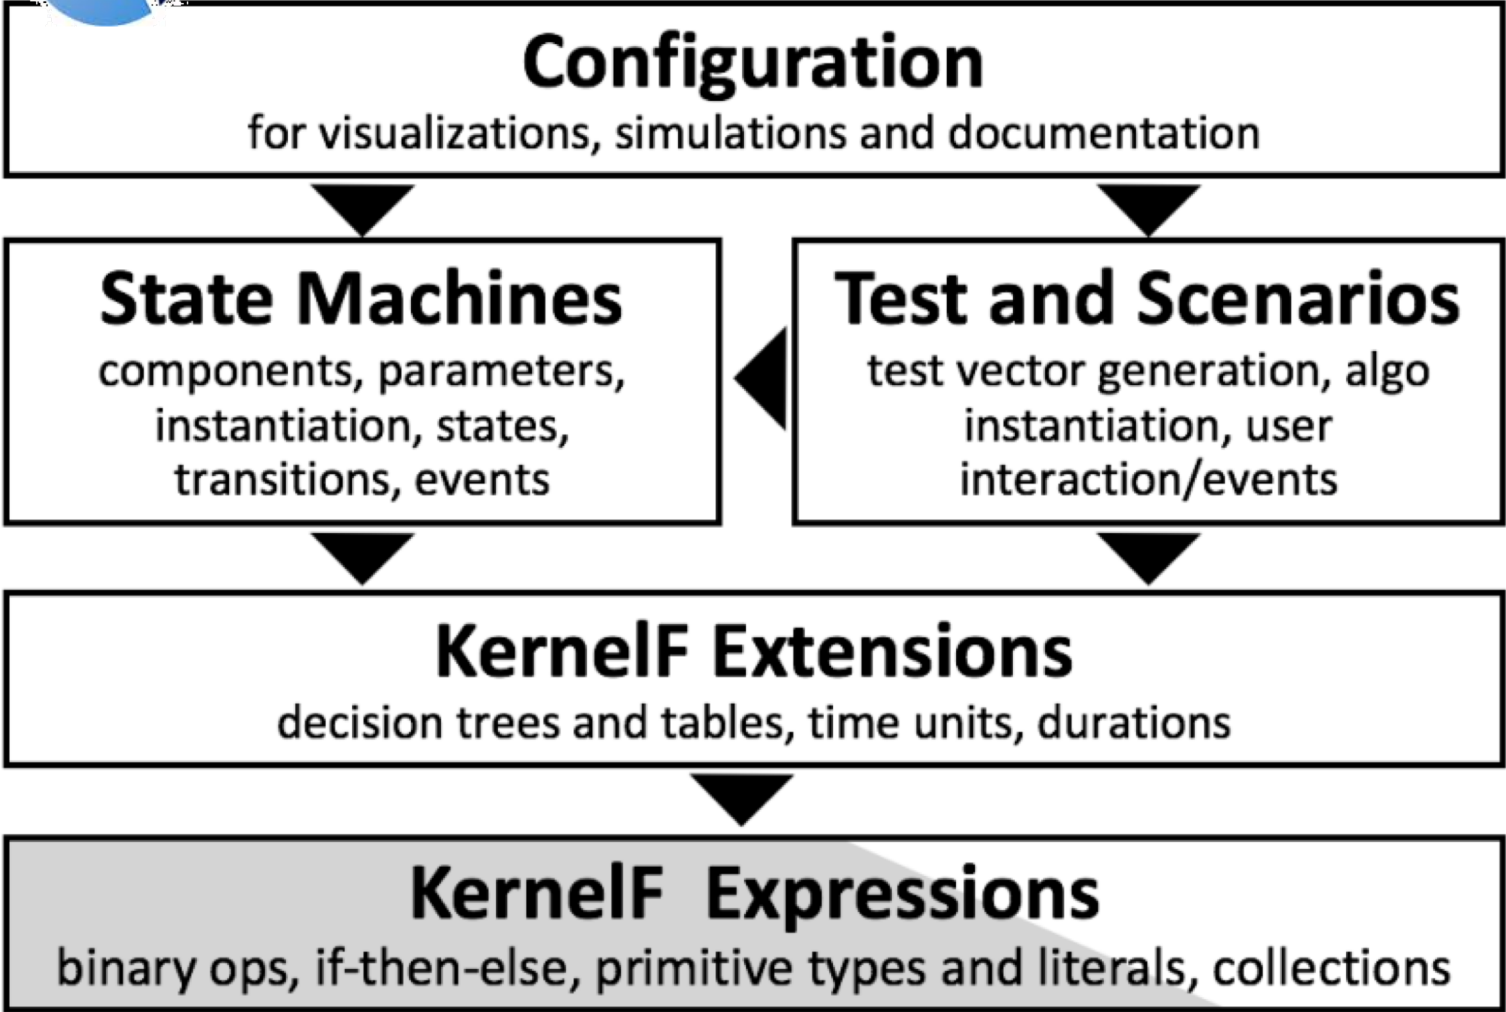 Configuration
for visualizations, simulations and documentation
State Machines
components, parameters,
instantiation, states,
transitions, events
Test and Scenarios
test vector generation, algo
instantiation, user
interaction/events
KernelF Extensions
decision trees and tables, time units, durations
KernelF Expressions
binary ops, if-then-else, primitive types and literals, collections